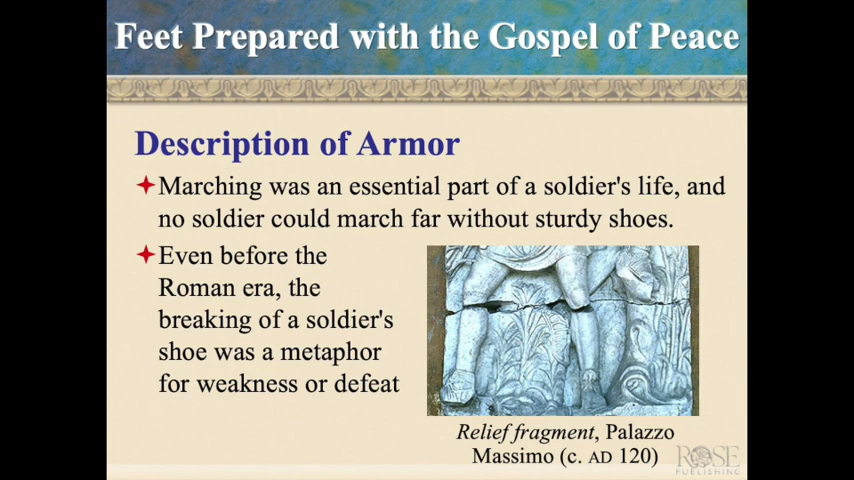 Feet Prepared with the Gospel of Peace
Description of Armor
Marching was an essential part of a soldier's life, and
no soldier could march far without sturdy shoes.
Even before the
Roman era, the
breaking of a soldier's
shoe was a metaphor
for weakness or defeat
Relief fragment, Palazzo
Massimo (c. AD 120)
ROSE
PUBLISHING